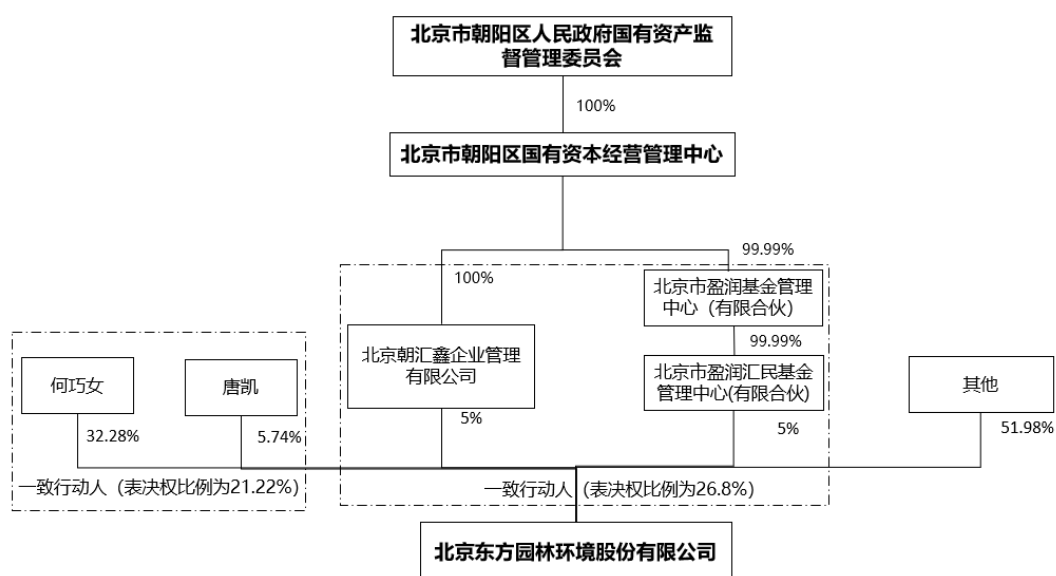 北京市朝阳区人民政府国有资产监
督管理委员会
100%
北京市朝阳区国有资本经营管理中心
99.99%
100%
北京市盈润基金管理
中心（有限合伙）
99.99%
北京朝汇鑫企业管理
有限公司
北京市盈润汇民基金
管理中心(有限合伙)
何巧女
唐凯
其他
32.28%
5.74%
5%
5%
51.98%
一致行动人（表决权比例为21.22%）
一致行动人（表决权比例为26.8%）
北京东方园林环境股份有限公司